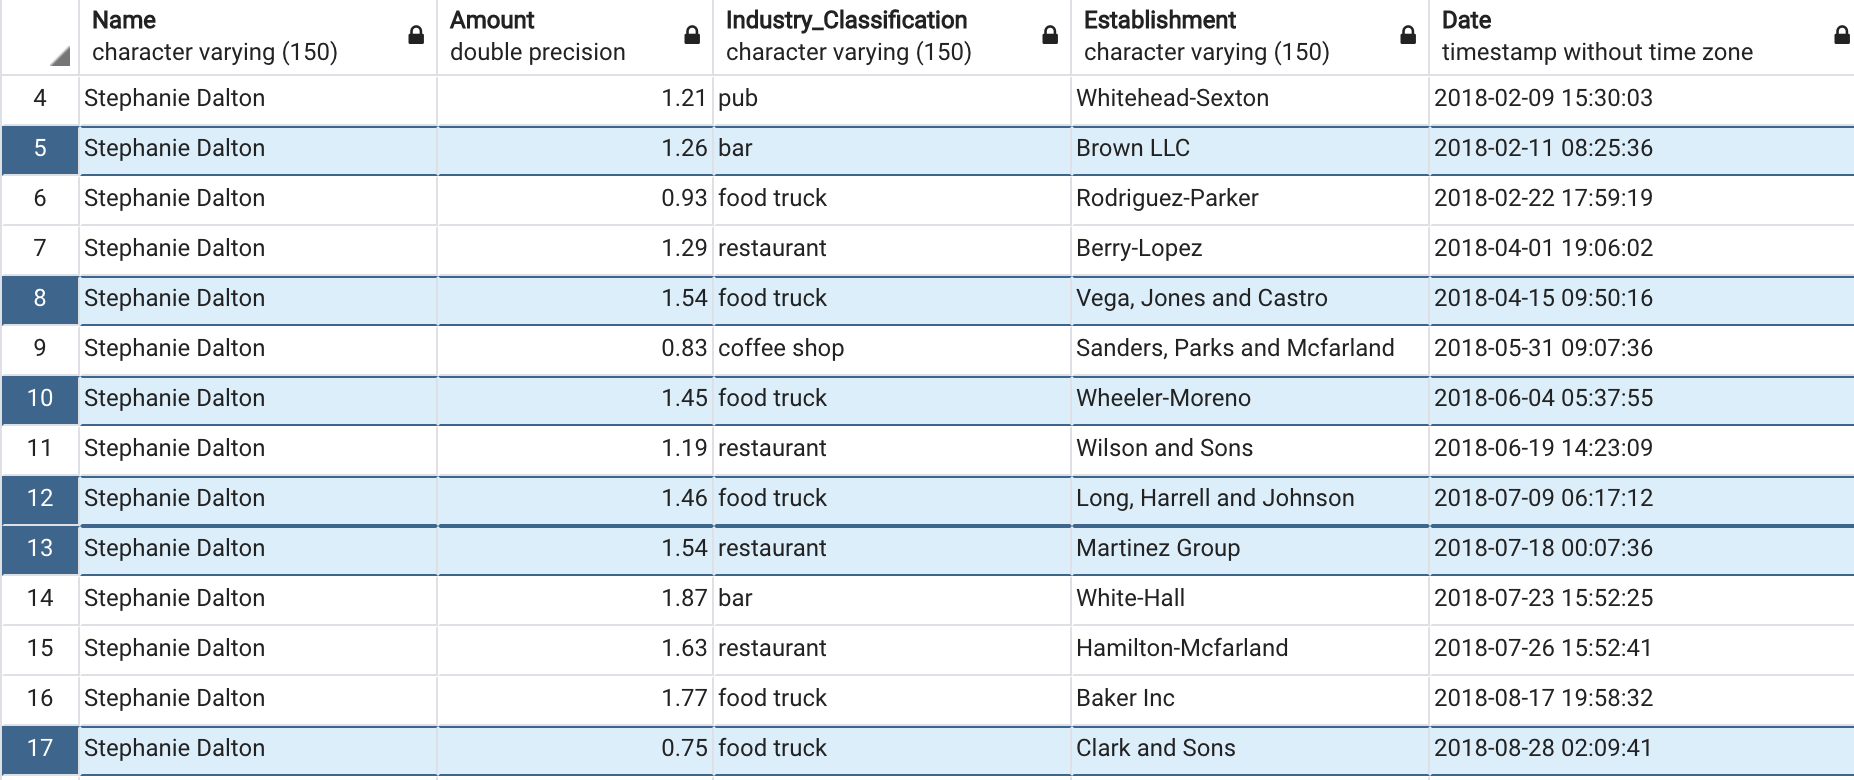 Name Amount Industry_Classification Establishment Date
character varying (150) double precision character varying (150) character varying (150) timestamp without time zone
4 Stephanie Dalton 1.21 pub Whitehead-Sexton 2018-02-09 15:30:03
5 Stephanie Dalton 1.26 bar Brown LLC 2018-02-11 08:25:36
6 Stephanie Dalton 0.93 food truck Rodriguez-Parker 2018-02-22 17:59:19
7 Stephanie Dalton 1.29 restaurant Berry-Lopez 2018-04-01 19:06:02
8 Stephanie Dalton 1.54 food truck Vega, Jones and Castro 2018-04-15 09:50:16
9 Stephanie Dalton 0.83 coffee shop Sanders, Parks and Mcfarland 2018-05-31 09:07:36
10 Stephanie Dalton 1.45 food truck Wheeler-Moreno 2018-06-04 05:37:55
11 Stephanie Dalton 1.19 restaurant Wilson and Sons 2018-06-19 14:23:09
12 Stephanie Dalton 1.46 food truck Long, Harrell and Johnson 2018-07-09 06:17:12
13 Stephanie Dalton 1.54 restaurant Martinez Group 2018-07-18 00:07:36
14 Stephanie Dalton 1.87 bar White-Hall 2018-07-23 15:52:25
15 Stephanie Dalton 1.63 restaurant Hamilton-Mcfarland 2018-07-26 15:52:41
16 Stephanie Dalton 1.77 food truck Baker Inc 2018-08-17 19:58:32
17 Stephanie Dalton 0.75 food truck Clark and Sons 2018-08-28 02:09:41